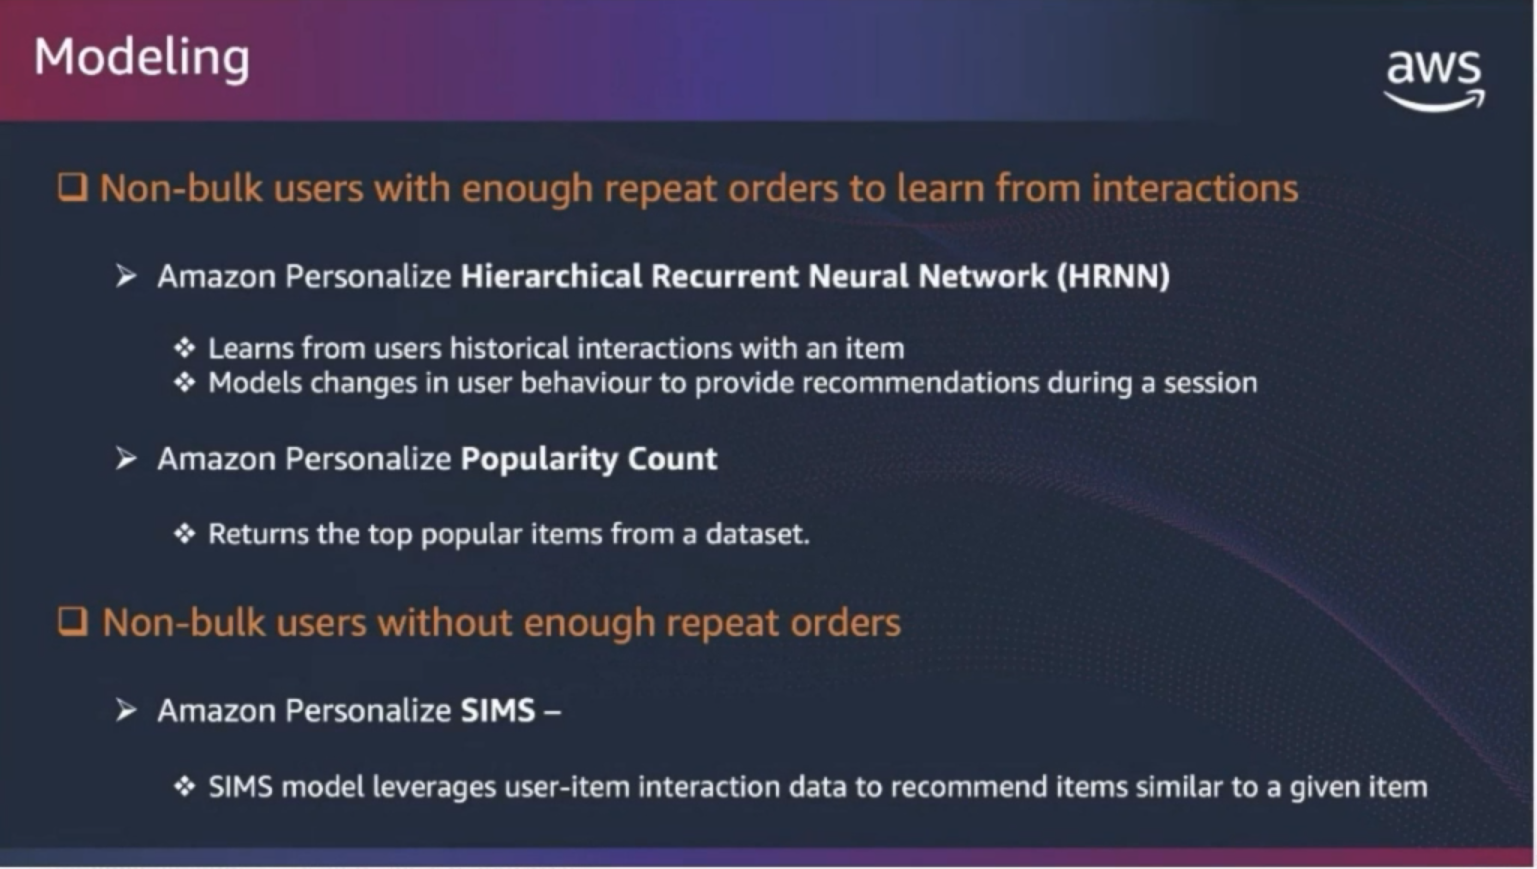 Modeling
aws
❑ Non-bulk users with enough repeat orders to learn from interactions
➢ Amazon Personalize Hierarchical Recurrent Neural Network (HRNN)
❖ Learns from users historical interactions with an item
❖ Models changes in user behaviour to provide recommendations during a session
➢ Amazon Personalize Popularity Count
❖ Returns the top popular items from a dataset.
❑ Non-bulk users without enough repeat orders
➢ Amazon Personalize SIMS –
❖ SIMS model leverages user-item interaction data to recommend items similar to a given item